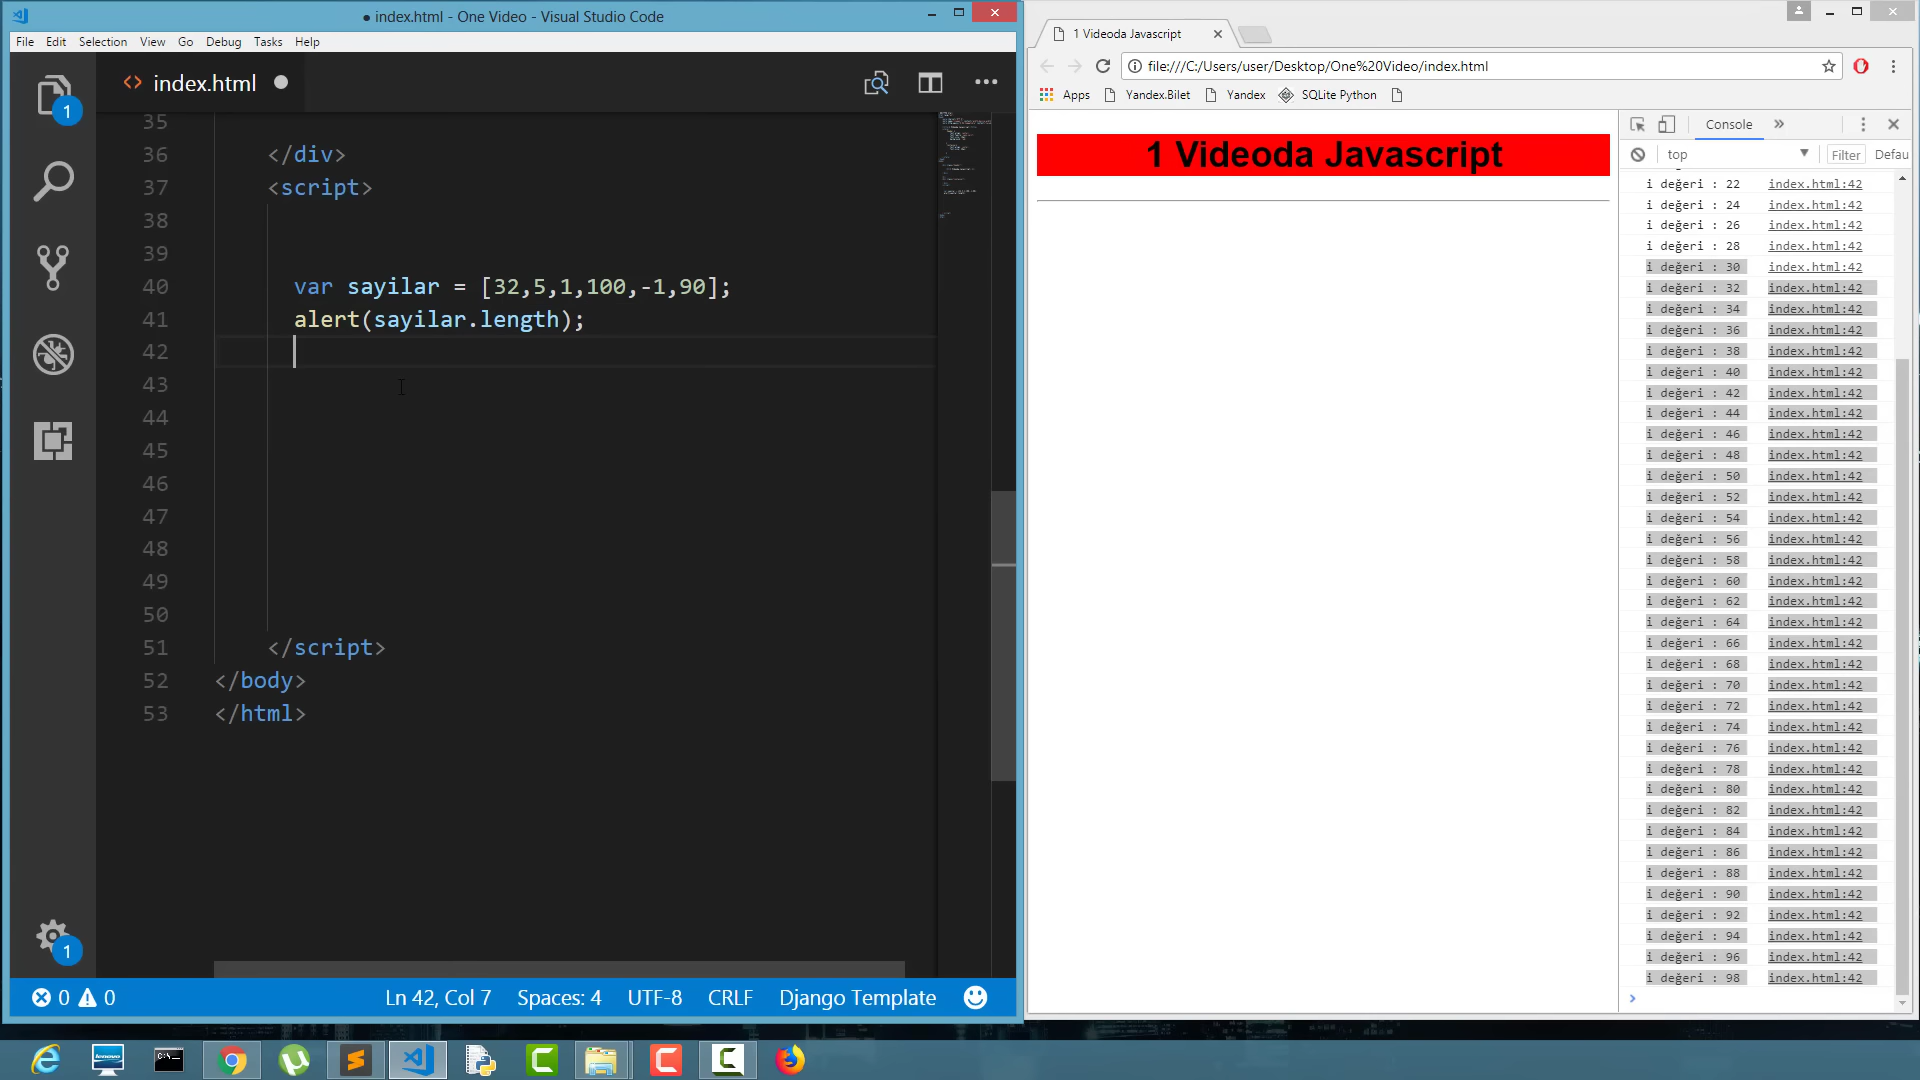 ● index.html - One Video - Visual Studio Code
File Edit Selection View Go Debug Tasks Help
1
<> index.html ●
35
36 </div>
37 <script>
38
39
40 var sayilar = [32,5,1,100,-1,90];
41 alert(sayilar.length);
42
43
44
45
46
47
48
49
50
51 </script>
52 </body>
53 </html>
1
0 0 Ln 42, Col 7 Spaces: 4 UTF-8 CRLF Django Template
1 Videoda Javascript
file:///C:/Users/user/Desktop/One%20Video/index.html
Apps Yandex.Bilet Yandex SQLite Python
1 Videoda Javascript
Console »
top Filter Defau
i değeri : 22 index.html:42
i değeri : 24 index.html:42
i değeri : 26 index.html:42
i değeri : 28 index.html:42
i değeri : 30 index.html:42
i değeri : 32 index.html:42
i değeri : 34 index.html:42
i değeri : 36 index.html:42
i değeri : 38 index.html:42
i değeri : 40 index.html:42
i değeri : 42 index.html:42
i değeri : 44 index.html:42
i değeri : 46 index.html:42
i değeri : 48 index.html:42
i değeri : 50 index.html:42
i değeri : 52 index.html:42
i değeri : 54 index.html:42
i değeri : 56 index.html:42
i değeri : 58 index.html:42
i değeri : 60 index.html:42
i değeri : 62 index.html:42
i değeri : 64 index.html:42
i değeri : 66 index.html:42
i değeri : 68 index.html:42
i değeri : 70 index.html:42
i değeri : 72 index.html:42
i değeri : 74 index.html:42
i değeri : 76 index.html:42
i değeri : 78 index.html:42
i değeri : 80 index.html:42
i değeri : 82 index.html:42
i değeri : 84 index.html:42
i değeri : 86 index.html:42
i değeri : 88 index.html:42
i değeri : 90 index.html:42
i değeri : 92 index.html:42
i değeri : 94 index.html:42
i değeri : 96 index.html:42
i değeri : 98 index.html:42
>